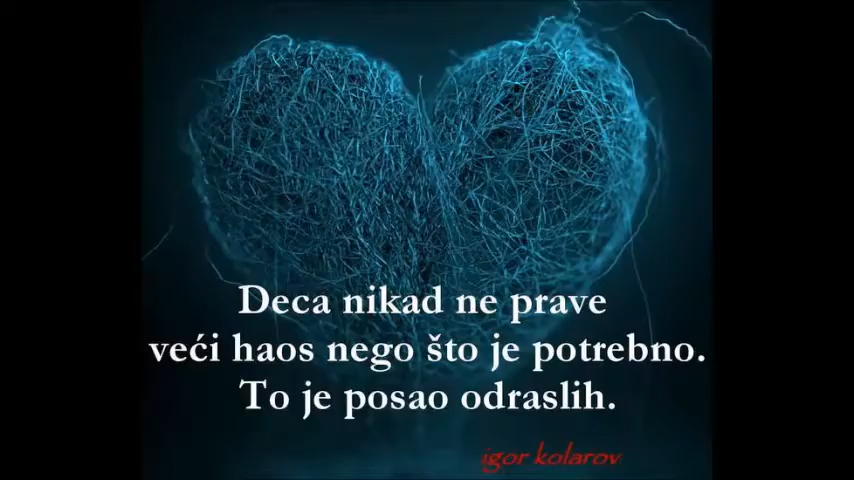 Deca nikad ne prave
veći haos nego što je potrebno.
To je posao odraslih.
igor kolarov